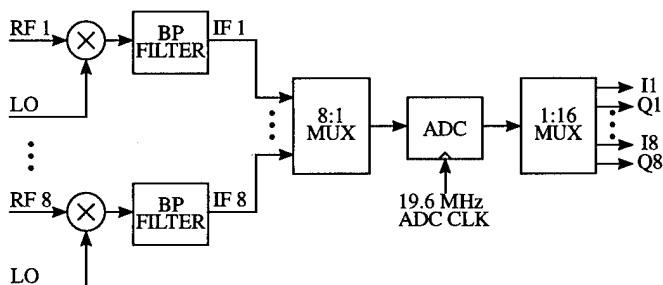 RF 1
BP
FILTER
IF 1
LO
8:1
MUX
ADC
1:16
MUX
I1
Q1
I8
Q8
RF 8
BP
FILTER
IF 8
19.6 MHz
ADC CLK
LO